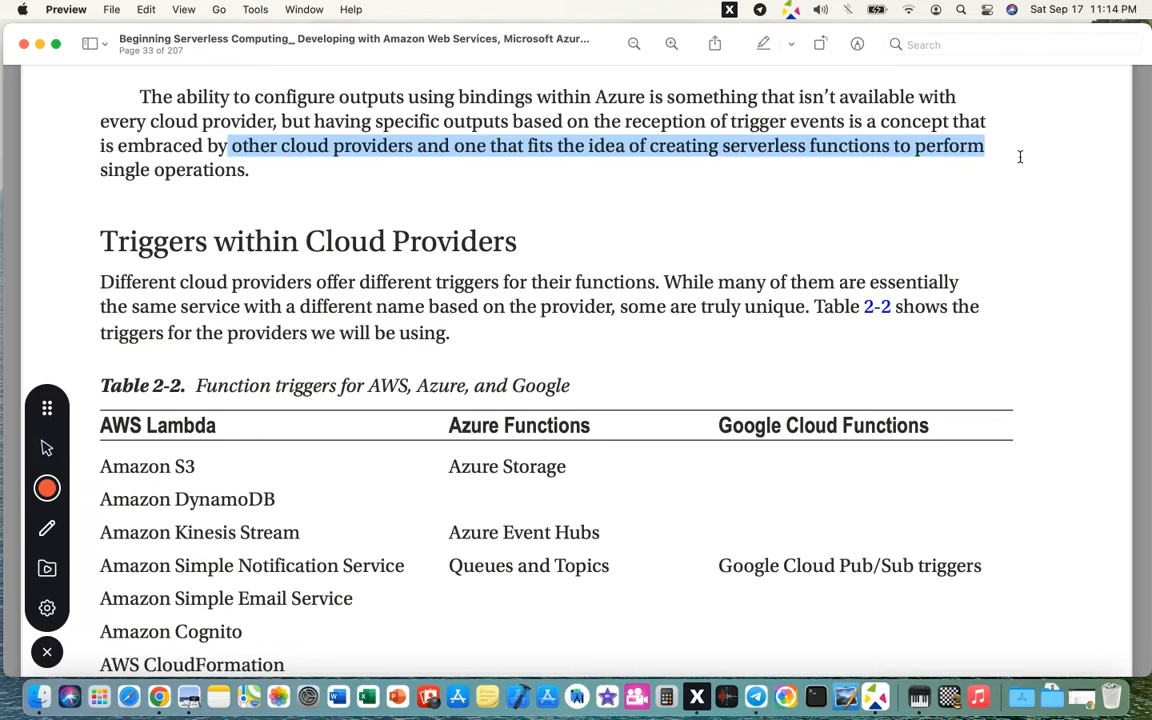 Preview File Edit View Go Tools Window Help X Sat Sep 17 11:14 PM
Beginning Serverless Computing_ Developing with Amazon Web Services, Microsoft Azur...
Page 33 of 207
Search
The ability to configure outputs using bindings within Azure is something that isn't available with
every cloud provider, but having specific outputs based on the reception of trigger events is a concept that
is embraced by other cloud providers and one that fits the idea of creating serverless functions to perform
single operations.
Triggers within Cloud Providers
Different cloud providers offer different triggers for their functions. While many of them are essentially
the same service with a different name based on the provider, some are truly unique. Table 2-2 shows the
triggers for the providers we will be using.
Table 2-2. Function triggers for AWS, Azure, and Google
AWS Lambda Azure Functions Google Cloud Functions
Amazon S3 Azure Storage
Amazon DynamoDB
Amazon Kinesis Stream Azure Event Hubs
Amazon Simple Notification Service Queues and Topics Google Cloud Pub/Sub triggers
Amazon Simple Email Service
Amazon Cognito
AWS CloudFormation